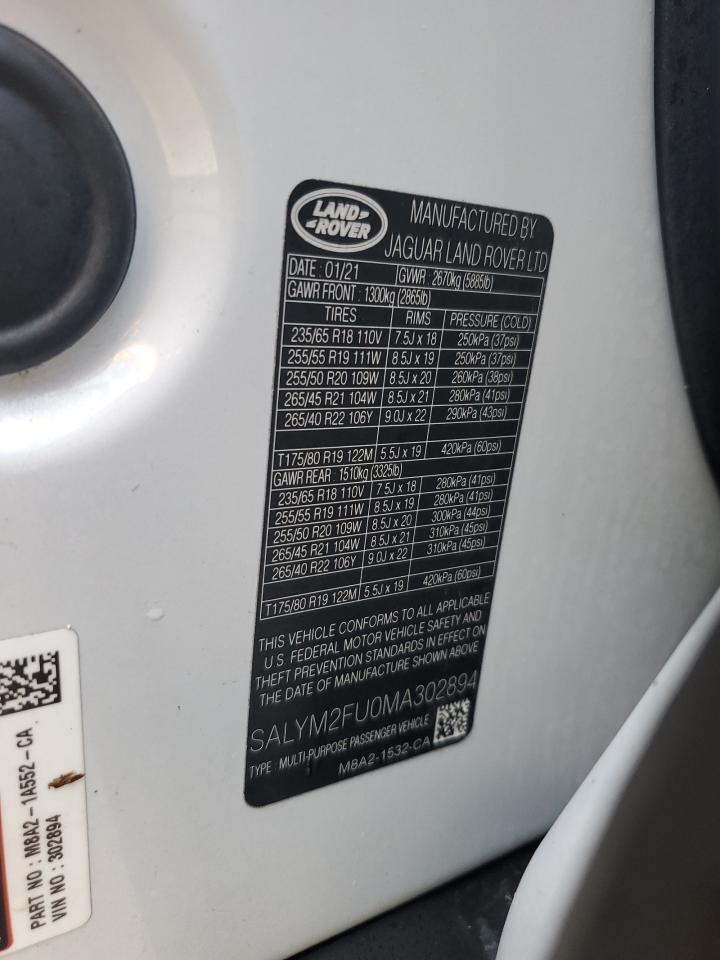 LAND-
-ROVER
MANUFACTURED BY
JAGUAR LAND ROVER LTD
DATE : 01/21 GVWR : 2670kg (5885lb)
GAWR FRONT : 1300kg (2865lb)
TIRES RIMS PRESSURE (COLD)
235/65 R18 110V 7.5J x 18 250kPa (37psi)
255/55 R19 111W 8.5J x 19 250kPa (37psi)
255/50 R20 109W 8.5J x 20 260kPa (38psi)
265/45 R21 104W 8.5J x 21 280kPa (41psi)
265/40 R22 106Y 9.0J x 22 290kPa (43psi)
T175/80 R19 122M 5.5J x 19 420kPa (60psi)
GAWR REAR : 1510kg (3325lb)
235/65 R18 110V 7.5J x 18 280kPa (41psi)
255/55 R19 111W 8.5J x 19 280kPa (41psi)
255/50 R20 109W 8.5J x 20 300kPa (44psi)
265/45 R21 104W 8.5J x 21 310kPa (45psi)
265/40 R22 106Y 9.0J x 22 310kPa (45psi)
T175/80 R19 122M 5.5J x 19 420kPa (60psi)
THIS VEHICLE CONFORMS TO ALL APPLICABLE
U.S. FEDERAL MOTOR VEHICLE SAFETY AND
THEFT PREVENTION STANDARDS IN EFFECT ON
THE DATE OF MANUFACTURE SHOWN ABOVE
SALYM2FU0MA302894
TYPE : MULTI-PURPOSE PASSENGER VEHICLE
M8A2-1532-CA
PART NO : M8A2-1A552-CA
VIN NO : 302894